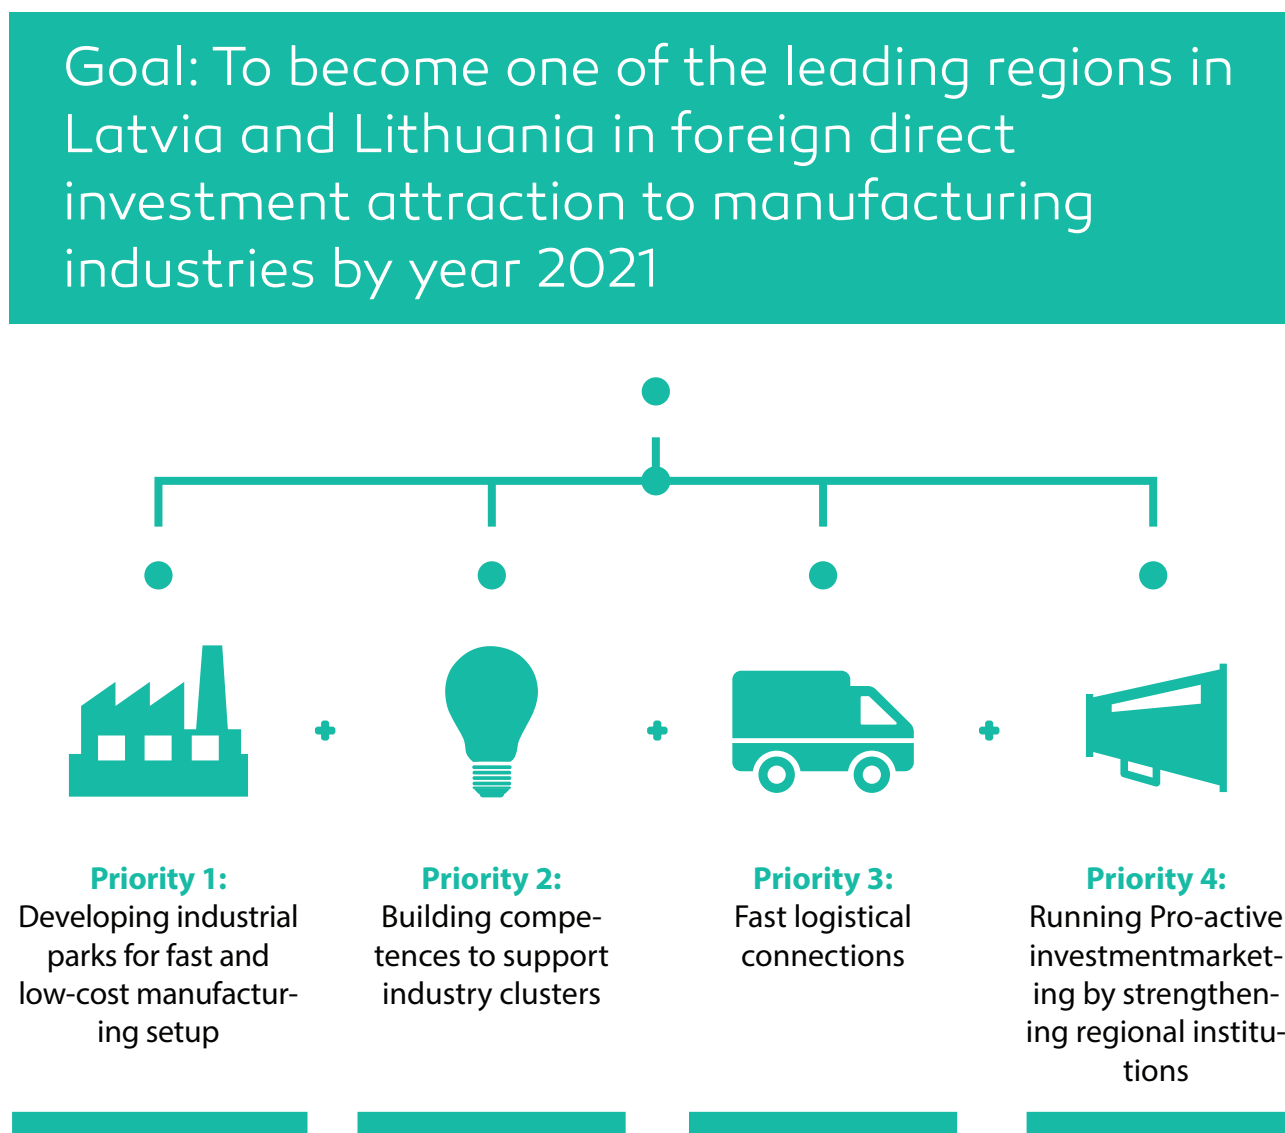 Goal: To become one of the leading regions in
Latvia and Lithuania in foreign direct
investment attraction to manufacturing
industries by year 2021
Priority 1:
Developing industrial
parks for fast and
low-cost manufactur-
ing setup
Priority 2:
Building compe-
tences to support
industry clusters
Priority 3:
Fast logistical
connections
Priority 4:
Running Pro-active
investmentmarket-
ing by strengthen-
ing regional institu-
tions